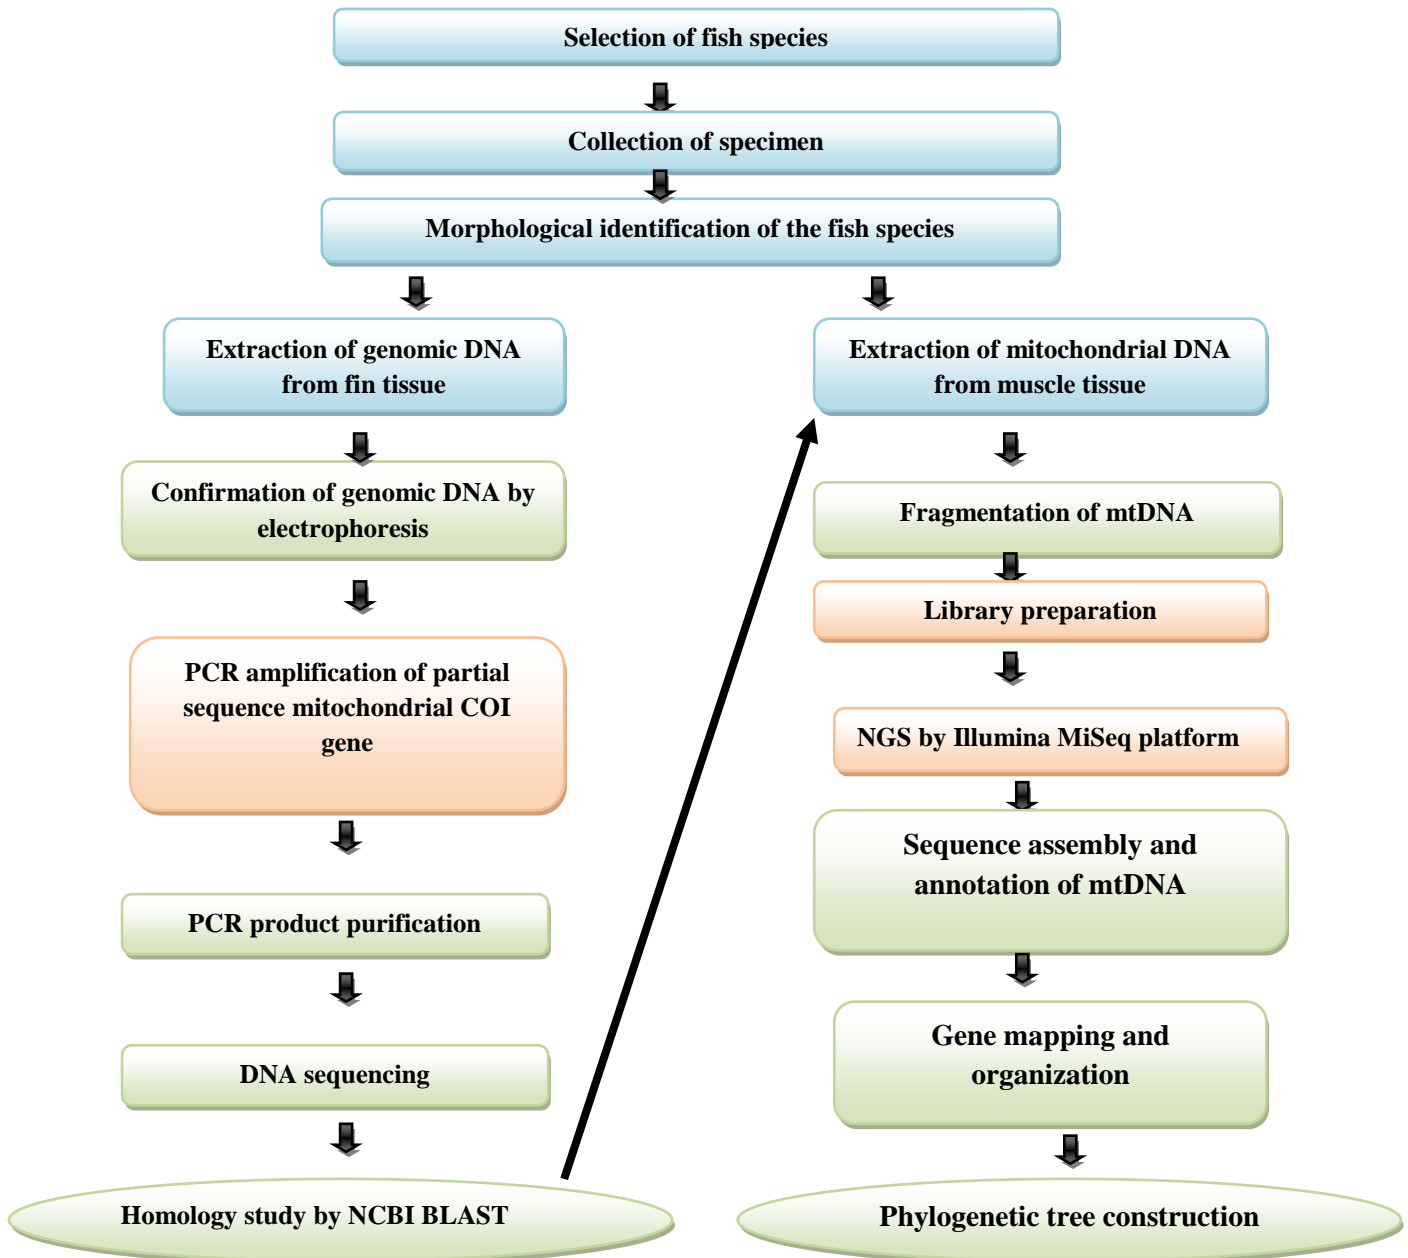 Selection of fish species
Collection of specimen
Morphological identification of the fish species
Extraction of genomic DNA
from fin tissue
Confirmation of genomic DNA by
electrophoresis
PCR amplification of partial
sequence mitochondrial COI
gene
PCR product purification
DNA sequencing
Homology study by NCBI BLAST
Extraction of mitochondrial DNA
from muscle tissue
Fragmentation of mtDNA
Library preparation
NGS by Illumina MiSeq platform
Sequence assembly and
annotation of mtDNA
Gene mapping and
organization
Phylogenetic tree construction